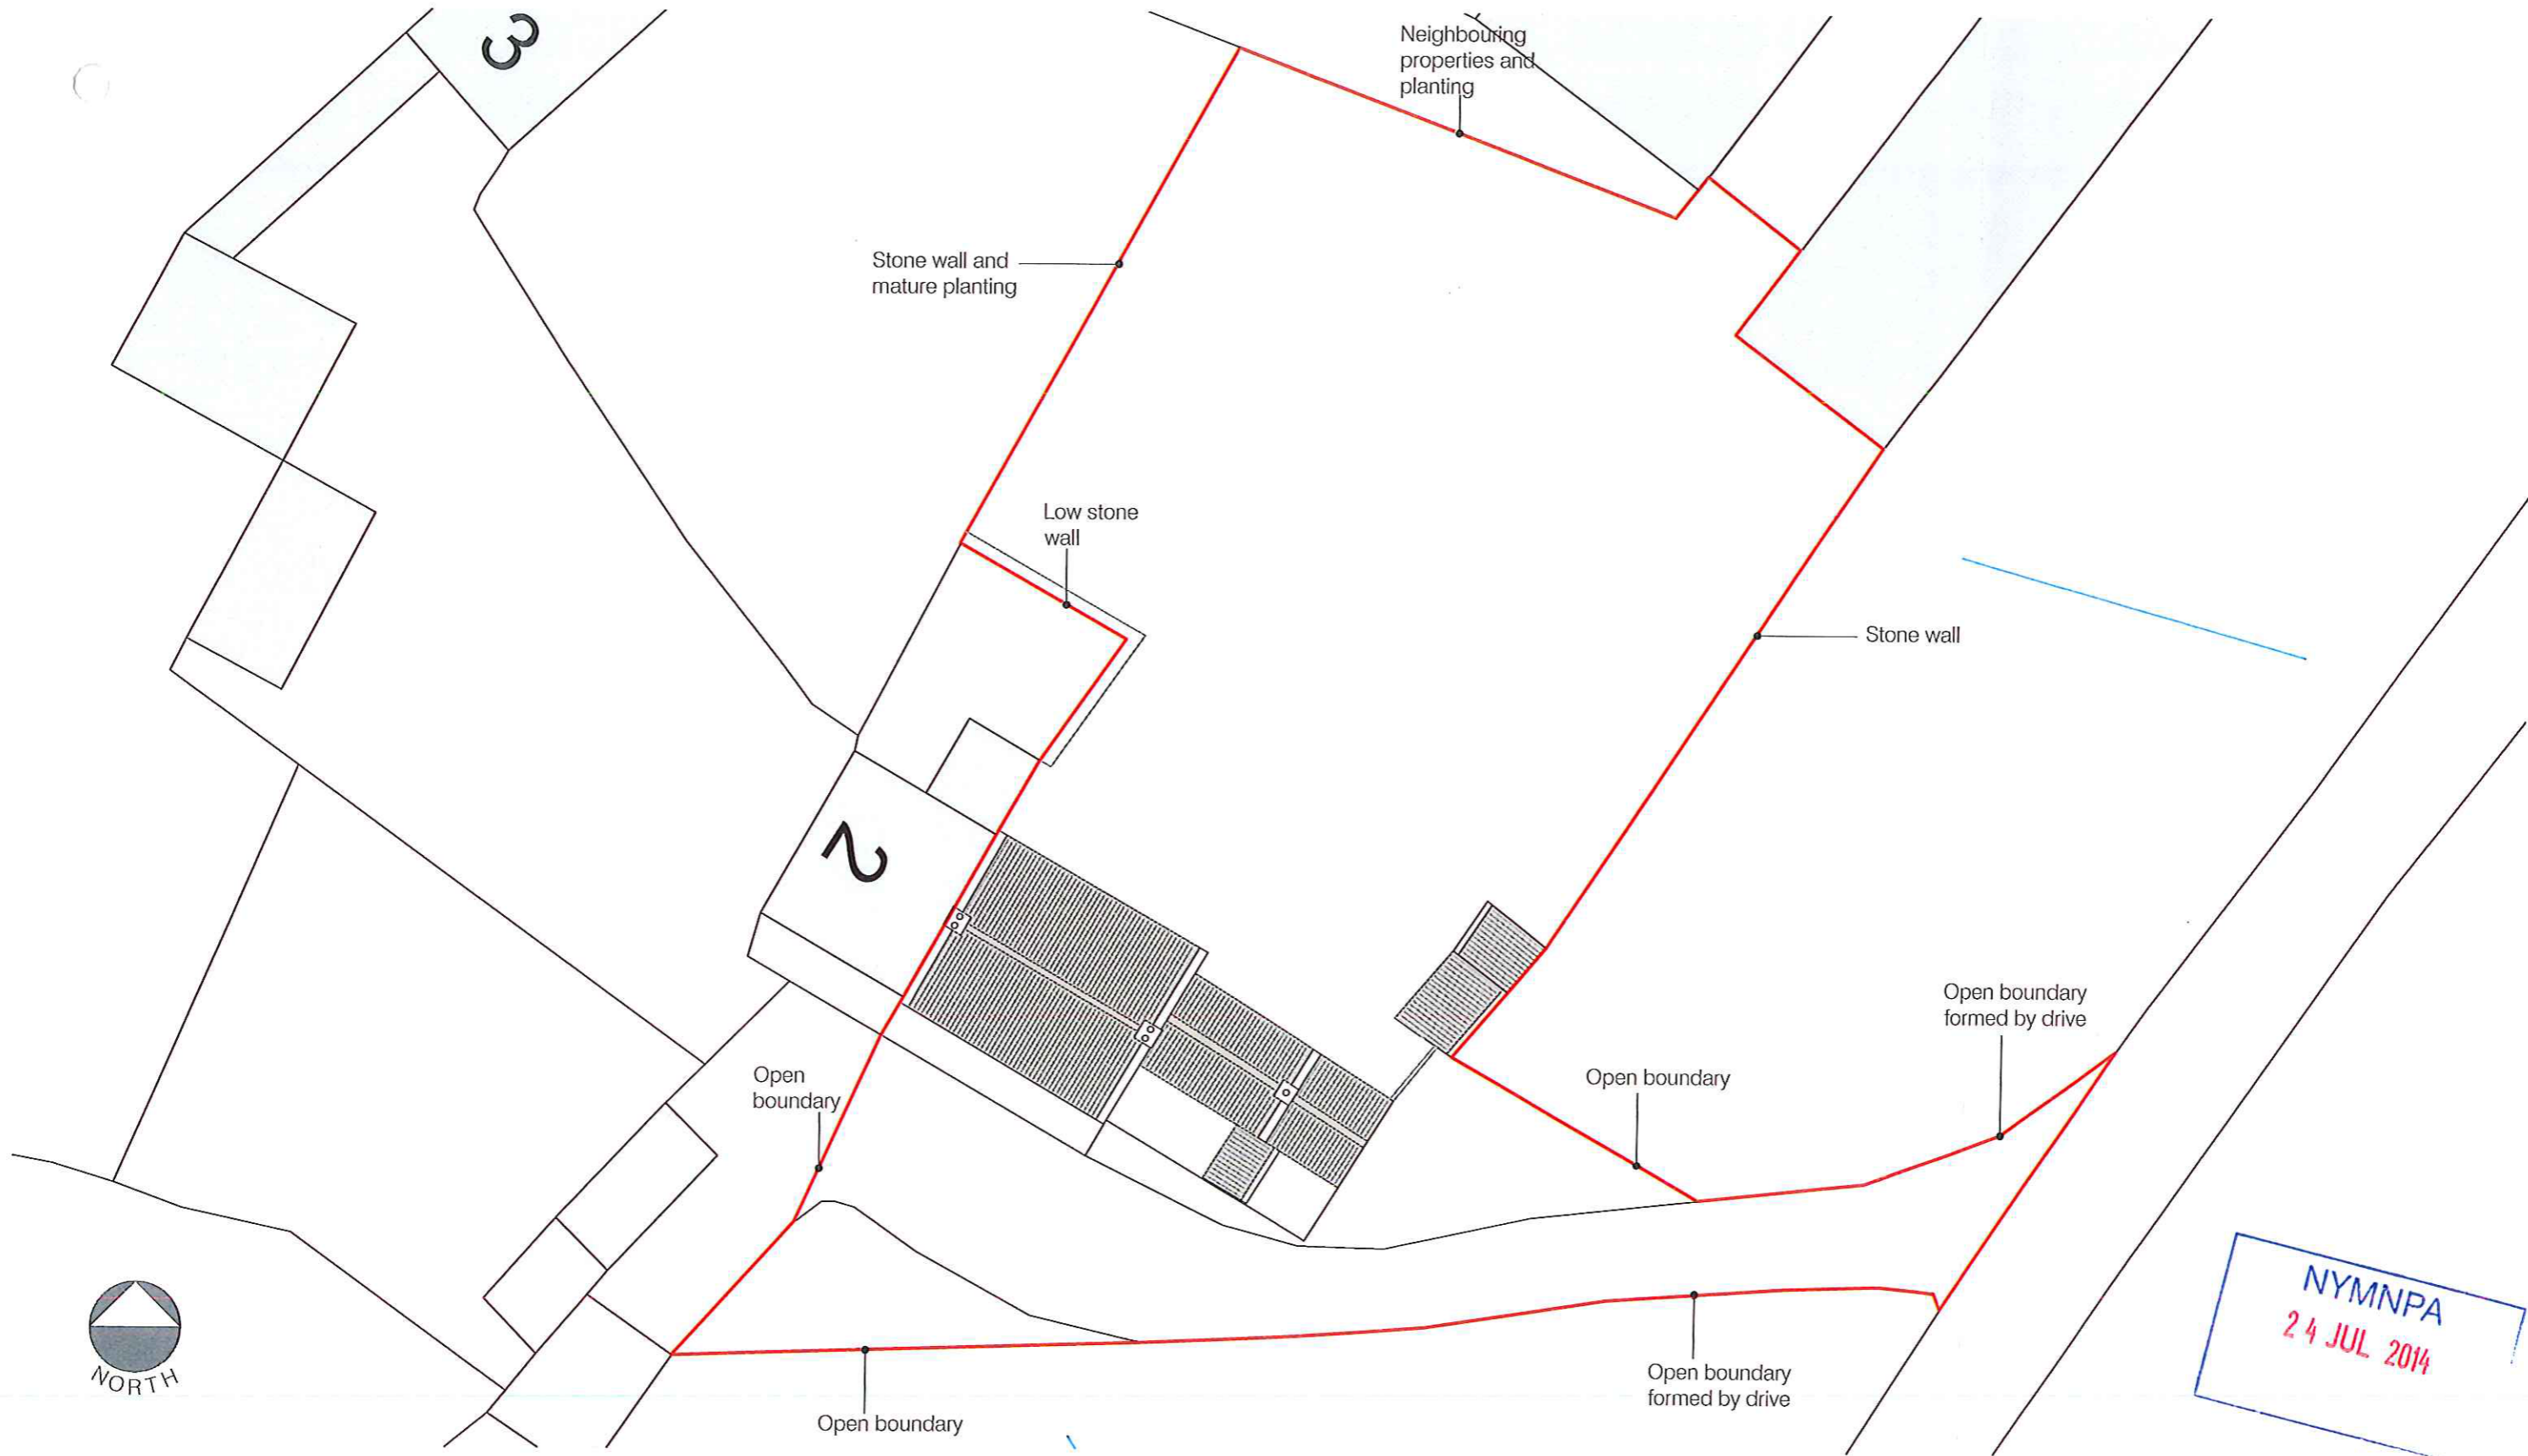 3
Neighbouring
properties and
planting
Stone wall and
mature planting
Low stone
wall
Stone wall
2
Open boundary
formed by drive
Open
boundary
Open boundary
NORTH
NYMNPA
24 JUL 2014
Open boundary
formed by drive
Open boundary